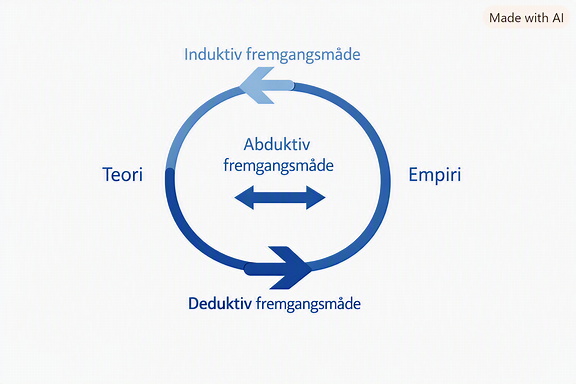 Made with AI
Induktiv fremgangsmåde
Abduktiv
fremgangsmåde
Teori
Empiri
Deduktiv fremgangsmåde